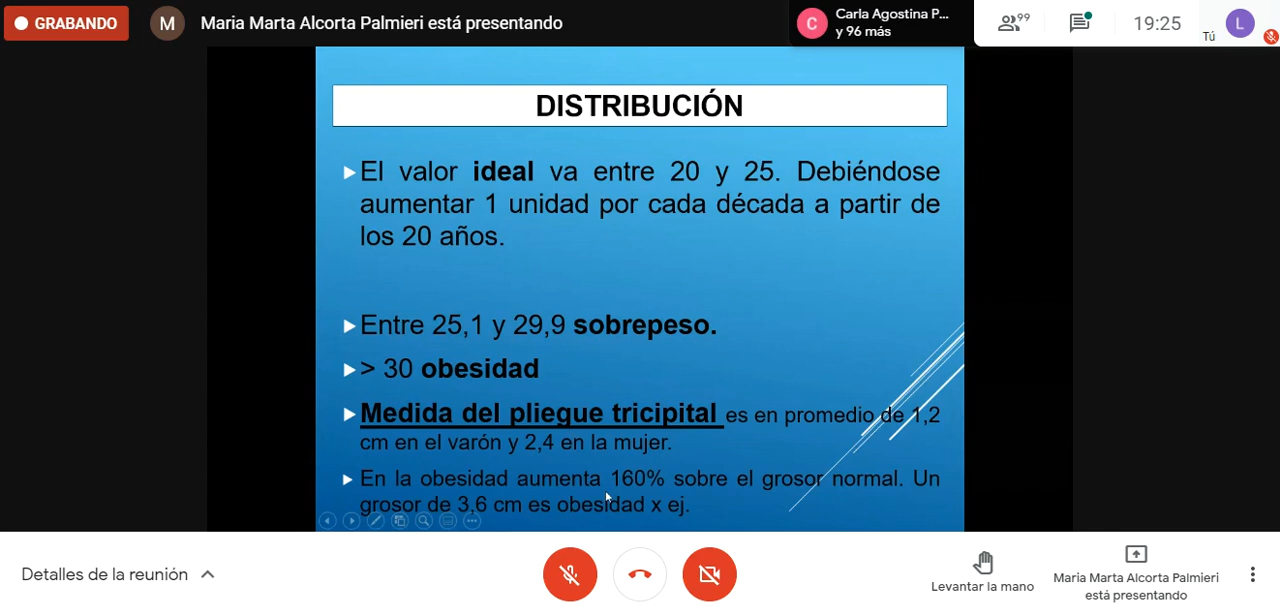 GRABANDO
M
Maria Marta Alcorta Palmieri está presentando
C
Carla Agostina P...
y 96 más
99
19:25
Tú
L
DISTRIBUCIÓN
El valor ideal va entre 20 y 25. Debiéndose
aumentar 1 unidad por cada década a partir de
los 20 años.
Entre 25,1 y 29,9 sobrepeso.
> 30 obesidad
Medida del pliegue tricipital es en promedio de 1,2
cm en el varón y 2,4 en la mujer.
En la obesidad aumenta 160% sobre el grosor normal. Un
grosor de 3,6 cm es obesidad x ej.
Detalles de la reunión
Levantar la mano
Maria Marta Alcorta Palmieri
está presentando